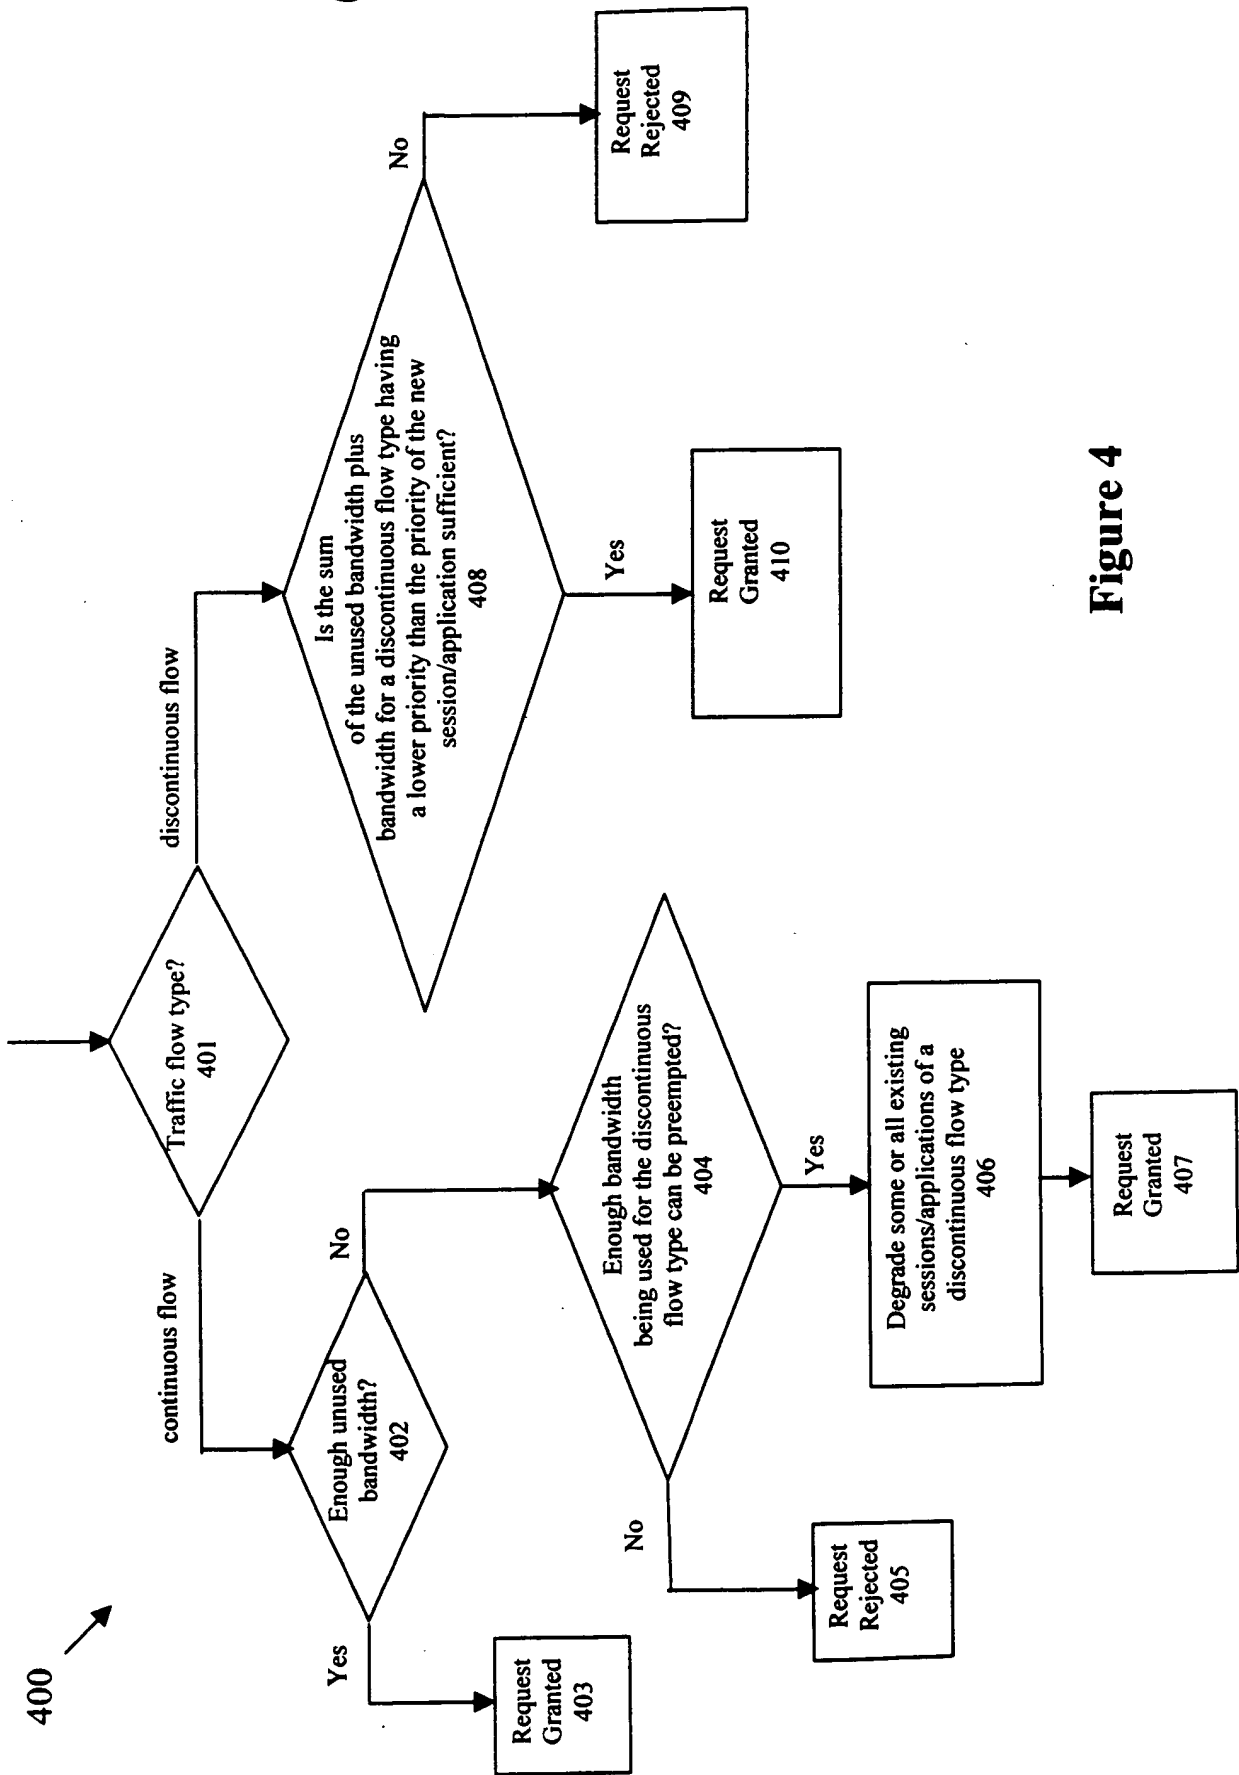 400
Traffic flow type?
401
continuous flow
discontinuous flow
Enough unused
bandwidth?
402
Yes
No
Request
Granted
403
Enough bandwidth
being used for the discontinuous
flow type can be preempted?
404
No
Yes
Request
Rejected
405
Degrade some or all existing
sessions/applications of a
discontinuous flow type
406
Request
Granted
407
Is the sum
of the unused bandwidth plus
bandwidth for a discontinuous flow type having
a lower priority than the priority of the new
session/application sufficient?
408
No
Yes
Request
Rejected
409
Request
Granted
410
Figure 4